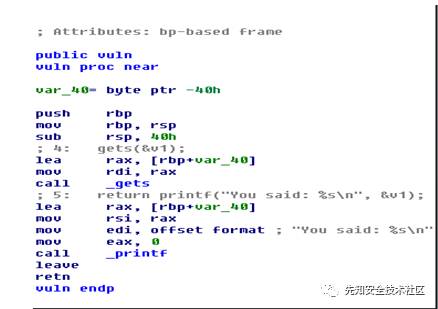 ; Attributes: bp-based frame
public vuln
vuln proc near
var_40= byte ptr -40h
push    rbp
mov     rbp, rsp
sub     rsp, 40h
; 4:   gets(&v1);
lea     rax, [rbp+var_40]
mov     rdi, rax
call    _gets
; 5:   return printf("You said: %s\n", &v1);
lea     rax, [rbp+var_40]
mov     rsi, rax
mov     edi, offset format ; "You said: %s\n"
mov     eax, 0
call    _printf
leave
retn
vuln endp
先知安全技术社区